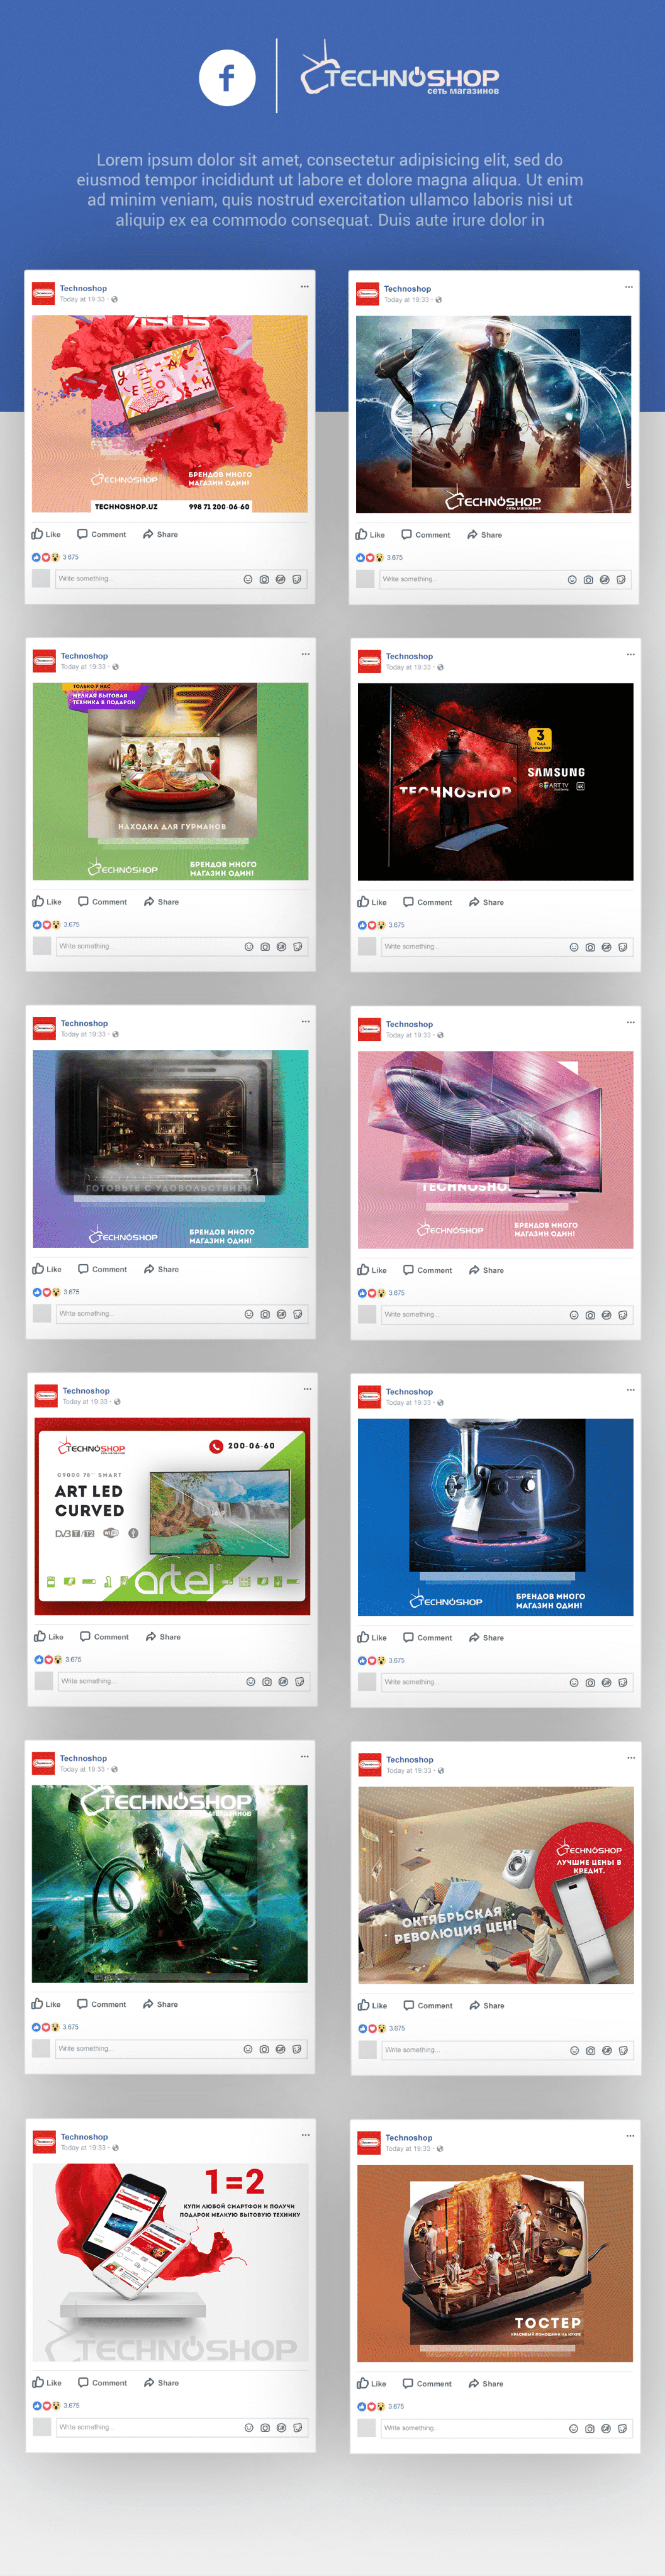 f
TECHNOSHOP
сеть магазинов
Lorem ipsum dolor sit amet, consectetur adipisicing elit, sed do
eiusmod tempor incididunt ut labore et dolore magna aliqua. Ut enim
ad minim veniam, quis nostrud exercitation ullamco laboris nisi ut
aliquip ex ea commodo consequat. Duis aute irure dolor in
Technoshop
Today at 19:33
ASUS
TECHNOSHOP
БРЕНДОВ МНОГО
МАГАЗИН ОДИН!
TECHNOSHOP.UZ 998 71 200-06-60
Like Comment Share
3.675
Write something...
Technoshop
Today at 19:33
TECHNOSHOP
сеть магазинов
Like Comment Share
3.675
Write something...
Technoshop
Today at 19:33
ТОЛЬКО У НАС
МЕЛКАЯ БЫТОВАЯ
ТЕХНИКА В ПОДАРОК
НАХОДКА ДЛЯ ГУРМАНОВ
TECHNOSHOP
БРЕНДОВ МНОГО
МАГАЗИН ОДИН!
Like Comment Share
3.675
Write something...
Technoshop
Today at 19:33
3
ГОДА
ГАРАНТИЯ
SAMSUNG
SMART TV
TECHNOSHOP
Like Comment Share
3.675
Write something...
Technoshop
Today at 19:33
ГОТОВЬТЕ С УДОВОЛЬСТВИЕМ
TECHNOSHOP
БРЕНДОВ МНОГО
МАГАЗИН ОДИН!
Like Comment Share
3.675
Write something...
Technoshop
Today at 19:33
TECHNOSHO
TECHNOSHOP
БРЕНДОВ МНОГО
МАГАЗИН ОДИН!
Like Comment Share
3.675
Write something...
Technoshop
Today at 19:33
TECHNOSHOP
200-06-60
C9000 78'' SMART
ART LED
CURVED
DVB T/T2 WiFi
artel
Like Comment Share
3.675
Write something...
Technoshop
Today at 19:33
TECHNOSHOP
БРЕНДОВ МНОГО
МАГАЗИН ОДИН!
Like Comment Share
3.675
Write something...
Technoshop
Today at 19:33
TECHNOSHOP
Like Comment Share
3.675
Write something...
Technoshop
Today at 19:33
TECHNOSHOP
ЛУЧШИЕ ЦЕНЫ В
КРЕДИТ.
ОКТЯБРЬСКАЯ
РЕВОЛЮЦИЯ ЦЕН!
Like Comment Share
3.675
Write something...
Technoshop
Today at 19:33
1=2
КУПИ ЛЮБОЙ СМАРТФОН И ПОЛУЧИ
ПОДАРОК МЕЛКУЮ БЫТОВУЮ ТЕХНИКУ
TECHNOSHOP
Like Comment Share
3.675
Write something...
Technoshop
Today at 19:33
ТОСТЕР
Like Comment Share
3.675
Write something...